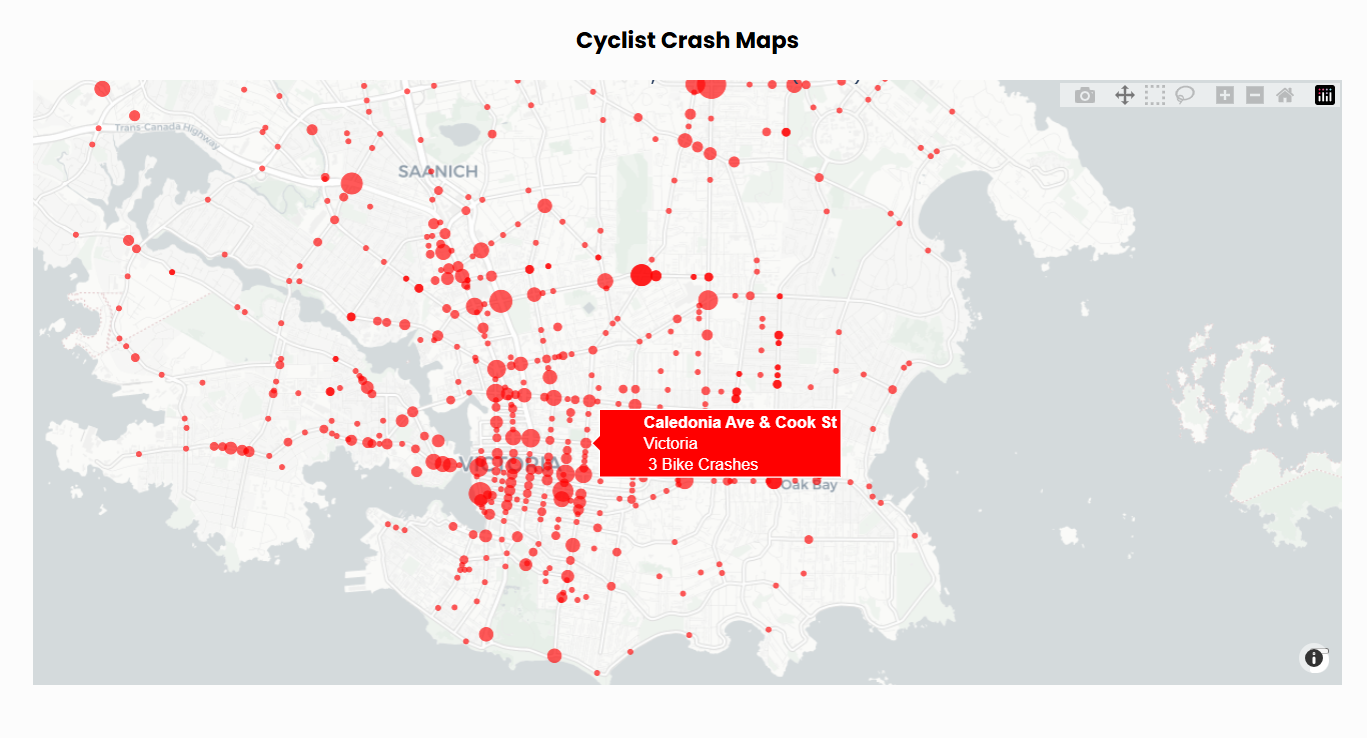 Cyclist Crash Maps
Trans-Canada Highway
SAANICH
Caledonia Ave & Cook St
Victoria
3 Bike Crashes
VICTORIA
Oak Bay